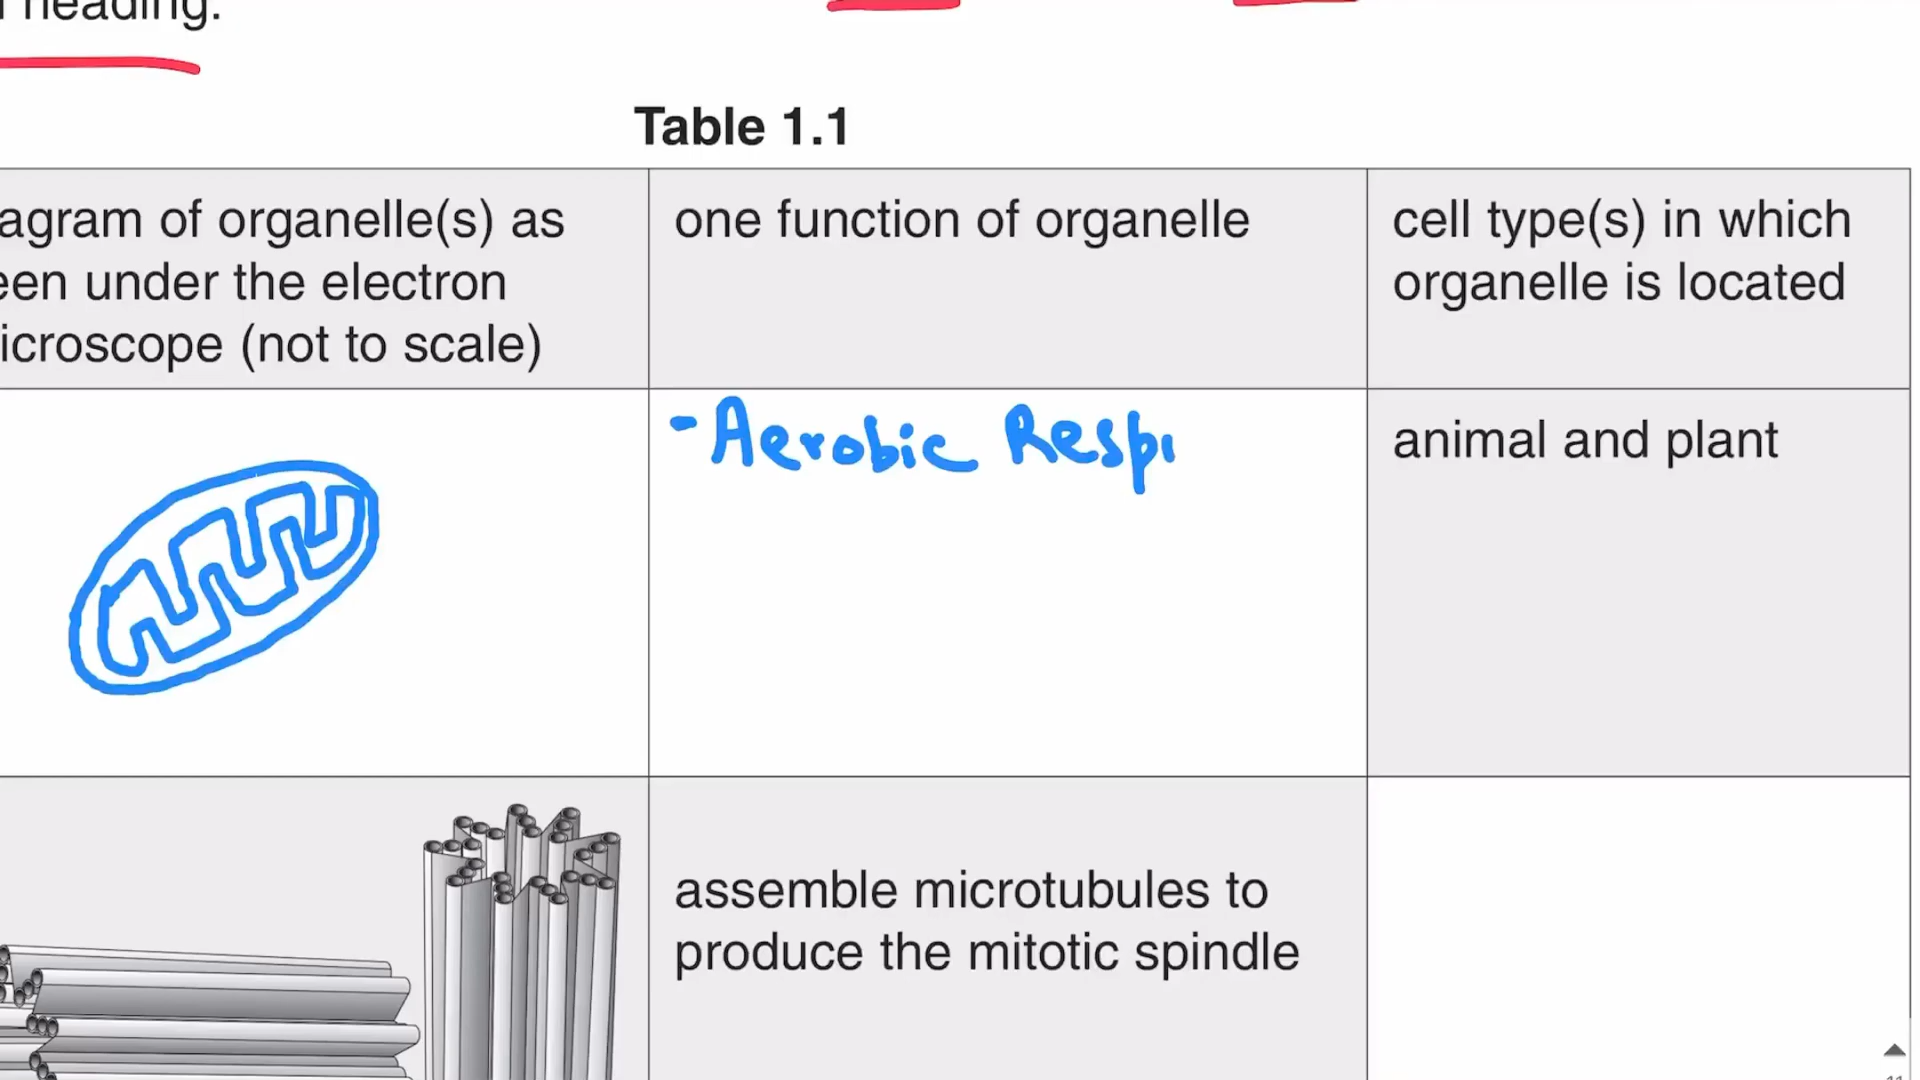 heading.
Table 1.1
agram of organelle(s) as
een under the electron
icroscope (not to scale)
one function of organelle
cell type(s) in which
organelle is located
- Aerobic Respi
animal and plant
assemble microtubules to
produce the mitotic spindle